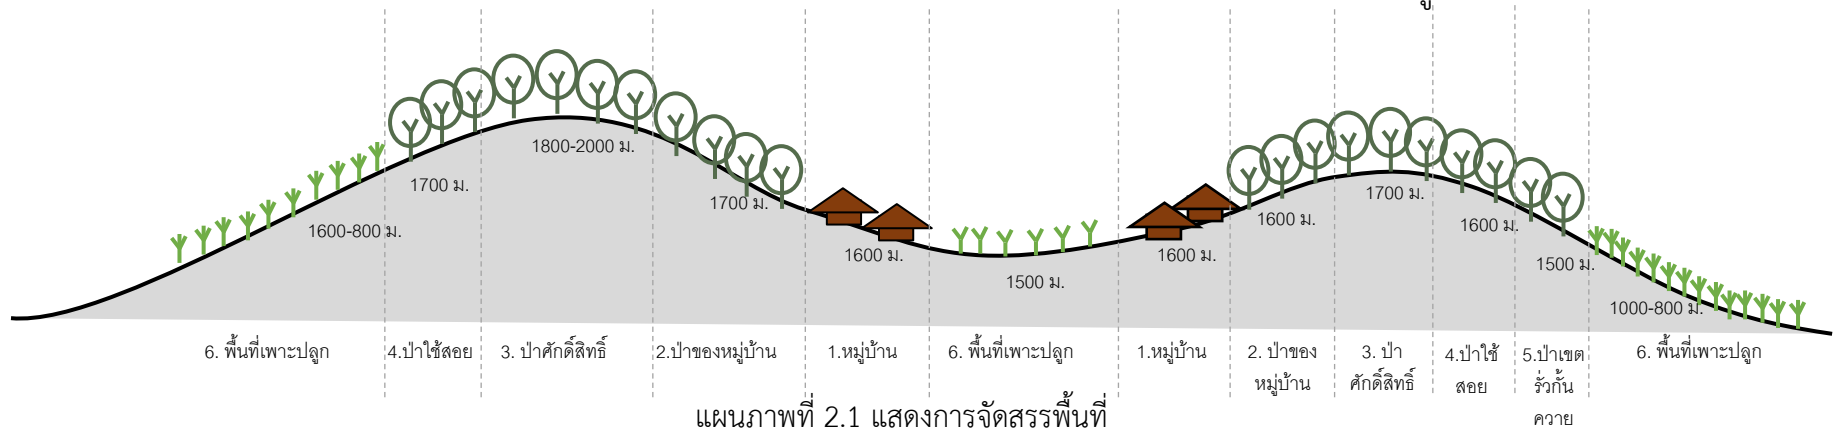 1800-2000 ม.
1700 ม.
1700 ม.
1700 ม.
1600-800 ม.
1600 ม.
1600 ม.
1600 ม.
1600 ม.
1500 ม.
1500 ม.
1000-800 ม.
6. พื้นที่เพาะปลูก
4.ป่าใช้สอย
3. ป่าศักดิ์สิทธิ์
2.ป่าของหมู่บ้าน
1.หมู่บ้าน
6. พื้นที่เพาะปลูก
1.หมู่บ้าน
2. ป่าของ
หมู่บ้าน
3. ป่า
ศักดิ์สิทธิ์
4.ป่าใช้
สอย
5.ป่าเขต
รั้วกั้น
ควาย
6. พื้นที่เพาะปลูก
แผนภาพที่ 2.1 แสดงการจัดสรรพื้นที่